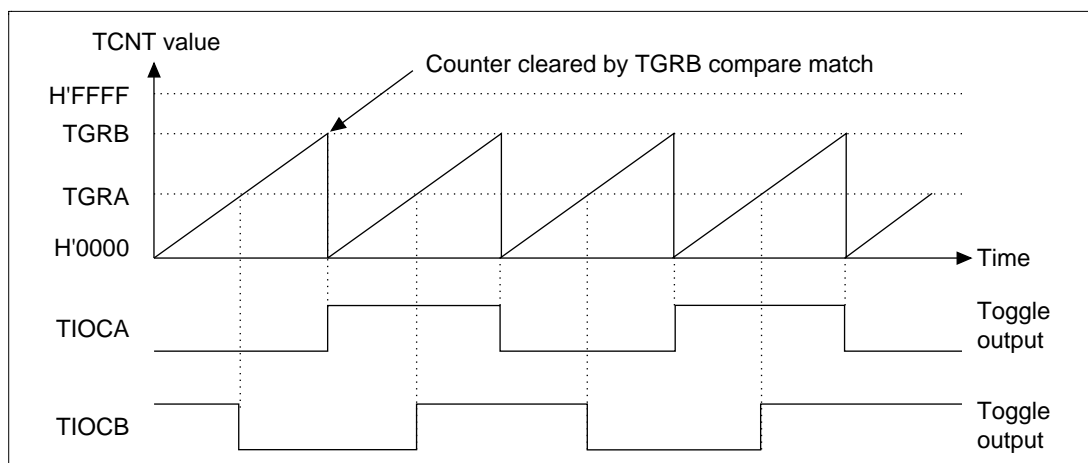 TCNT value
Counter cleared by TGRB compare match
H'FFFF
TGRB
TGRA
H'0000
Time
TIOCA
Toggle
output
TIOCB
Toggle
output